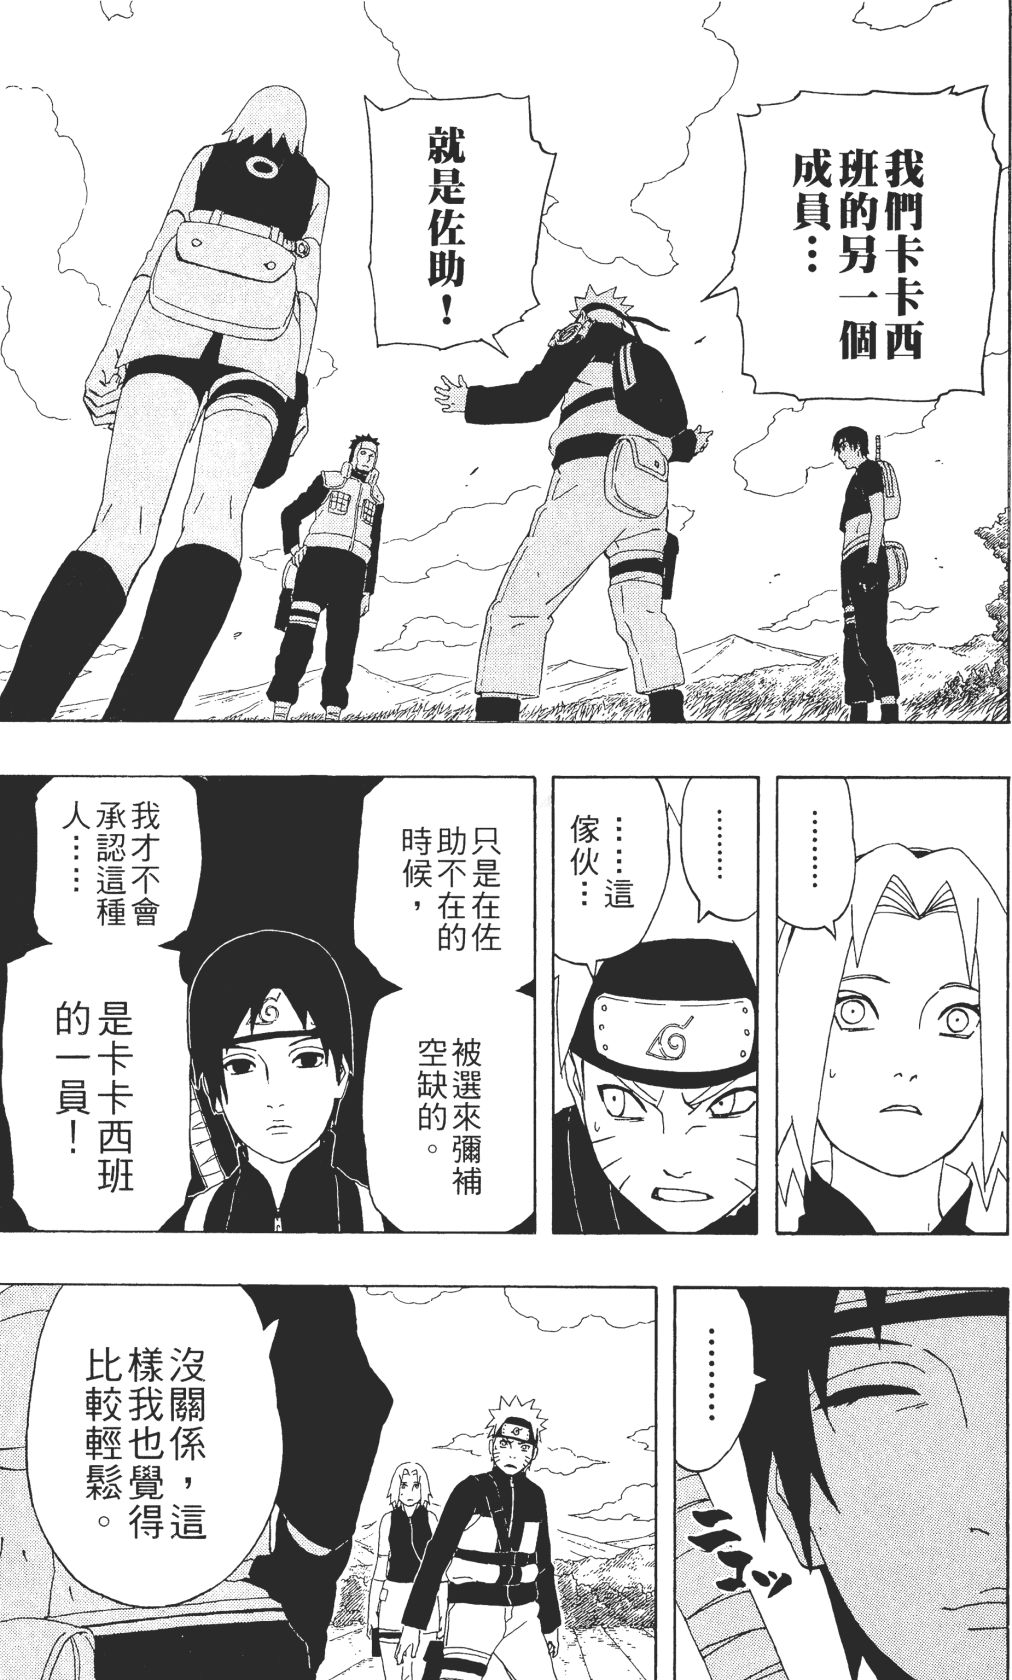 我們卡卡西
班的另一個
成員…
就是佐助！
………
………
……這
傢伙…
只是在佐
助不在的
時候，
被選來彌補
空缺的。
我才不會
承認這種
人……
是卡卡西班
的一員！
…………
ニコッ
沒關係，這
樣我也覺得
比較輕鬆。